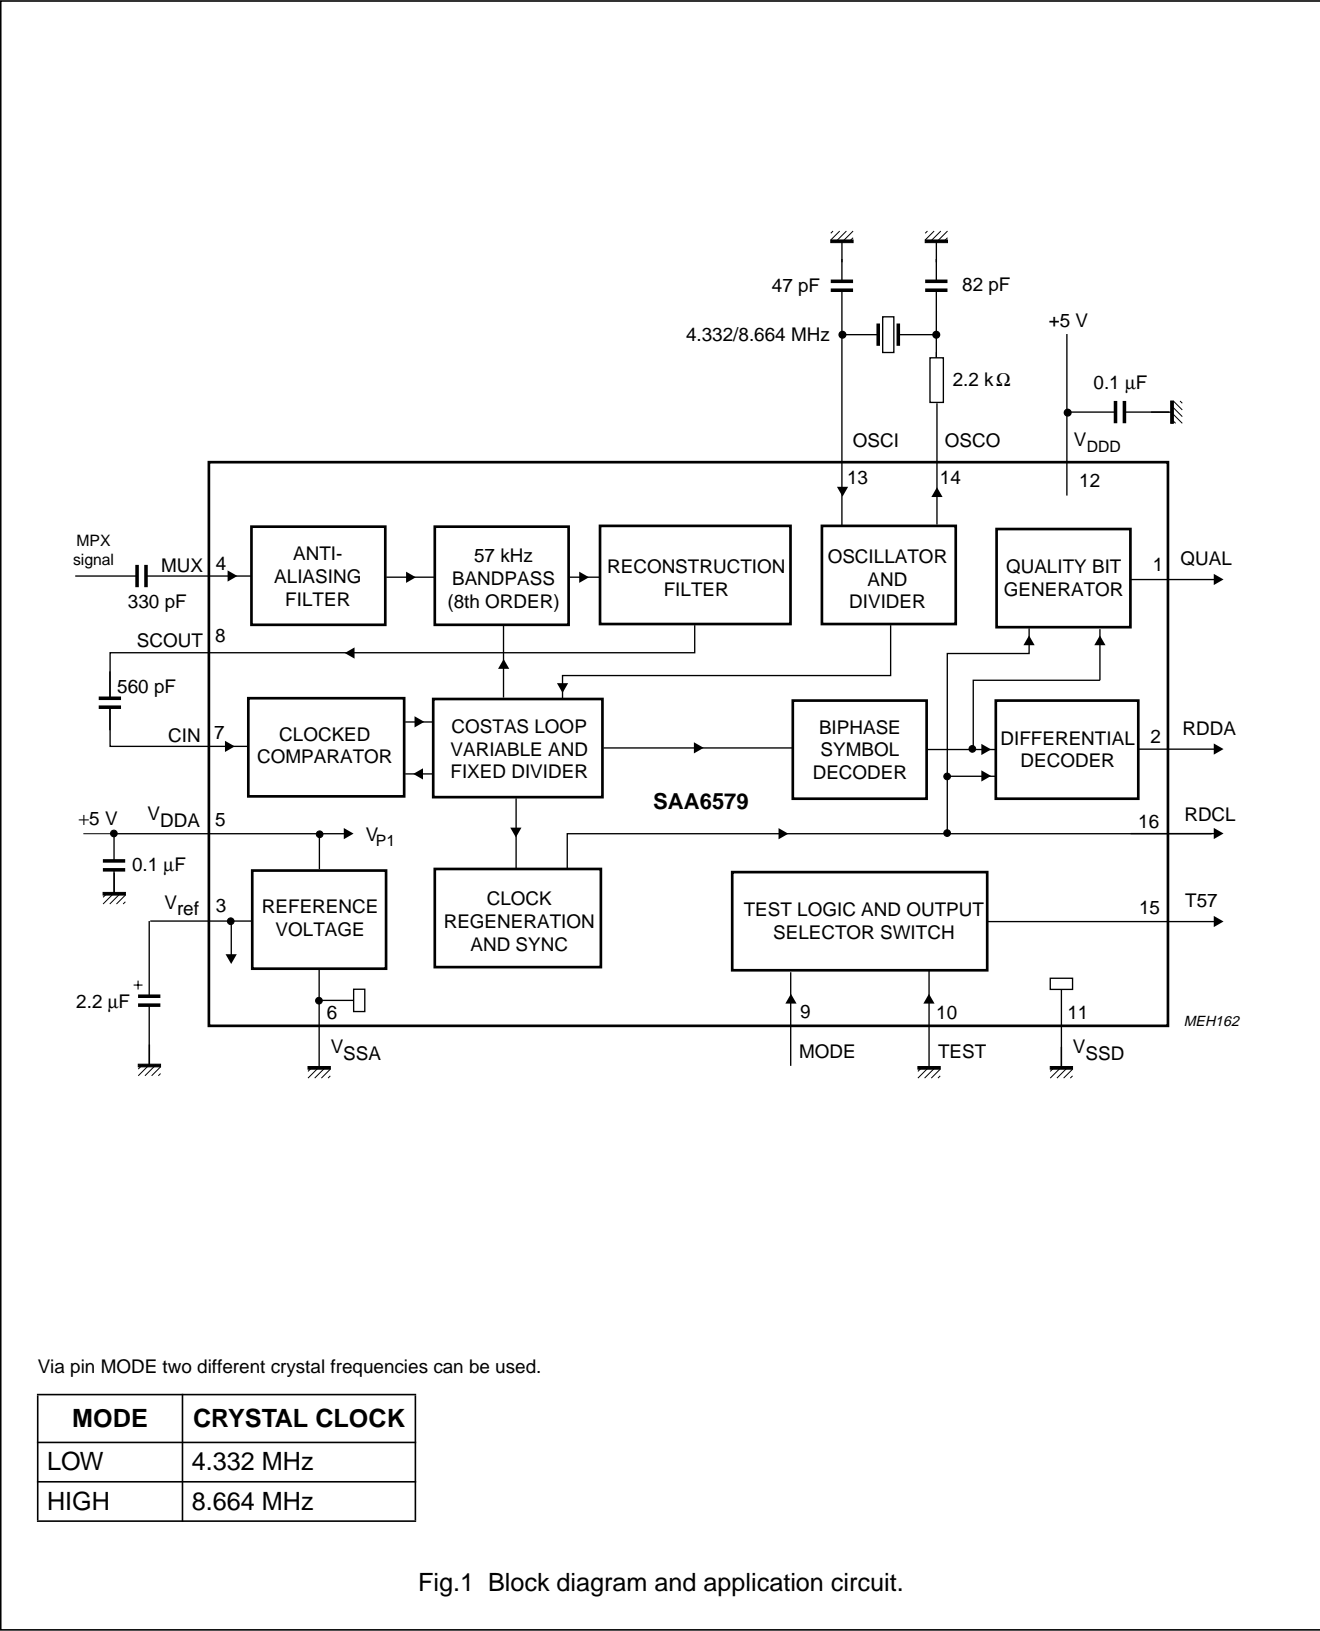 47 pF
82 pF
4.332/8.664 MHz
2.2 kΩ
+5 V
0.1 μF
OSCI
OSCO
VDDD
13
14
12
MPX
signal
MUX
4
330 pF
ANTI-
ALIASING
FILTER
57 kHz
BANDPASS
(8th ORDER)
RECONSTRUCTION
FILTER
OSCILLATOR
AND
DIVIDER
QUALITY BIT
GENERATOR
1
QUAL
SCOUT
8
560 pF
CIN
7
CLOCKED
COMPARATOR
COSTAS LOOP
VARIABLE AND
FIXED DIVIDER
BIPHASE
SYMBOL
DECODER
DIFFERENTIAL
DECODER
2
RDDA
SAA6579
+5 V
VDDA
5
VP1
16
RDCL
0.1 μF
Vref
3
REFERENCE
VOLTAGE
CLOCK
REGENERATION
AND SYNC
TEST LOGIC AND OUTPUT
SELECTOR SWITCH
15
T57
+
2.2 μF
6
9
10
11
VSSA
MODE
TEST
VSSD
MEH162
Via pin MODE two different crystal frequencies can be used.
MODE CRYSTAL CLOCK
LOW 4.332 MHz
HIGH 8.664 MHz
Fig.1 Block diagram and application circuit.